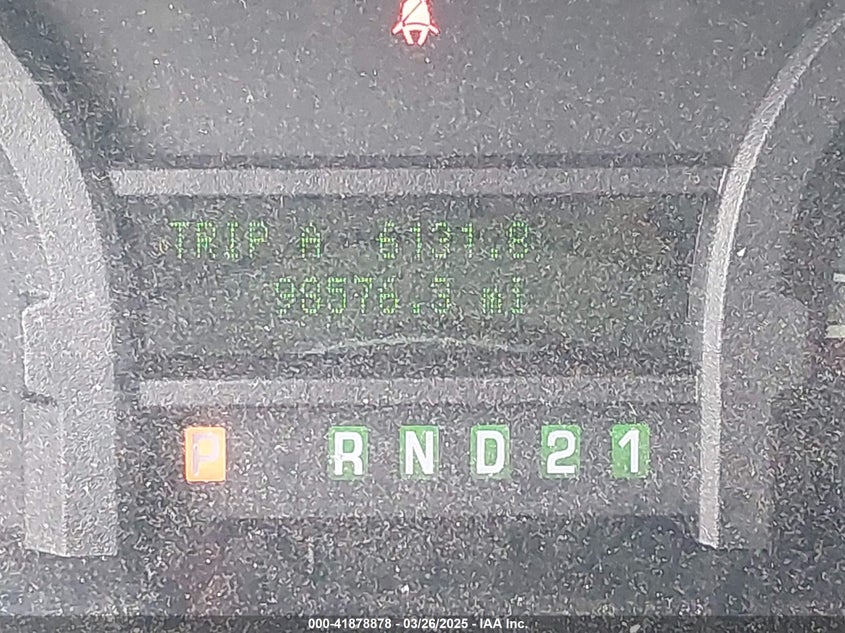 TRIP A 6131.8
98576.3 mi
P R N D 2 1
000-41878878 - 03/26/2025 - IAA Inc.